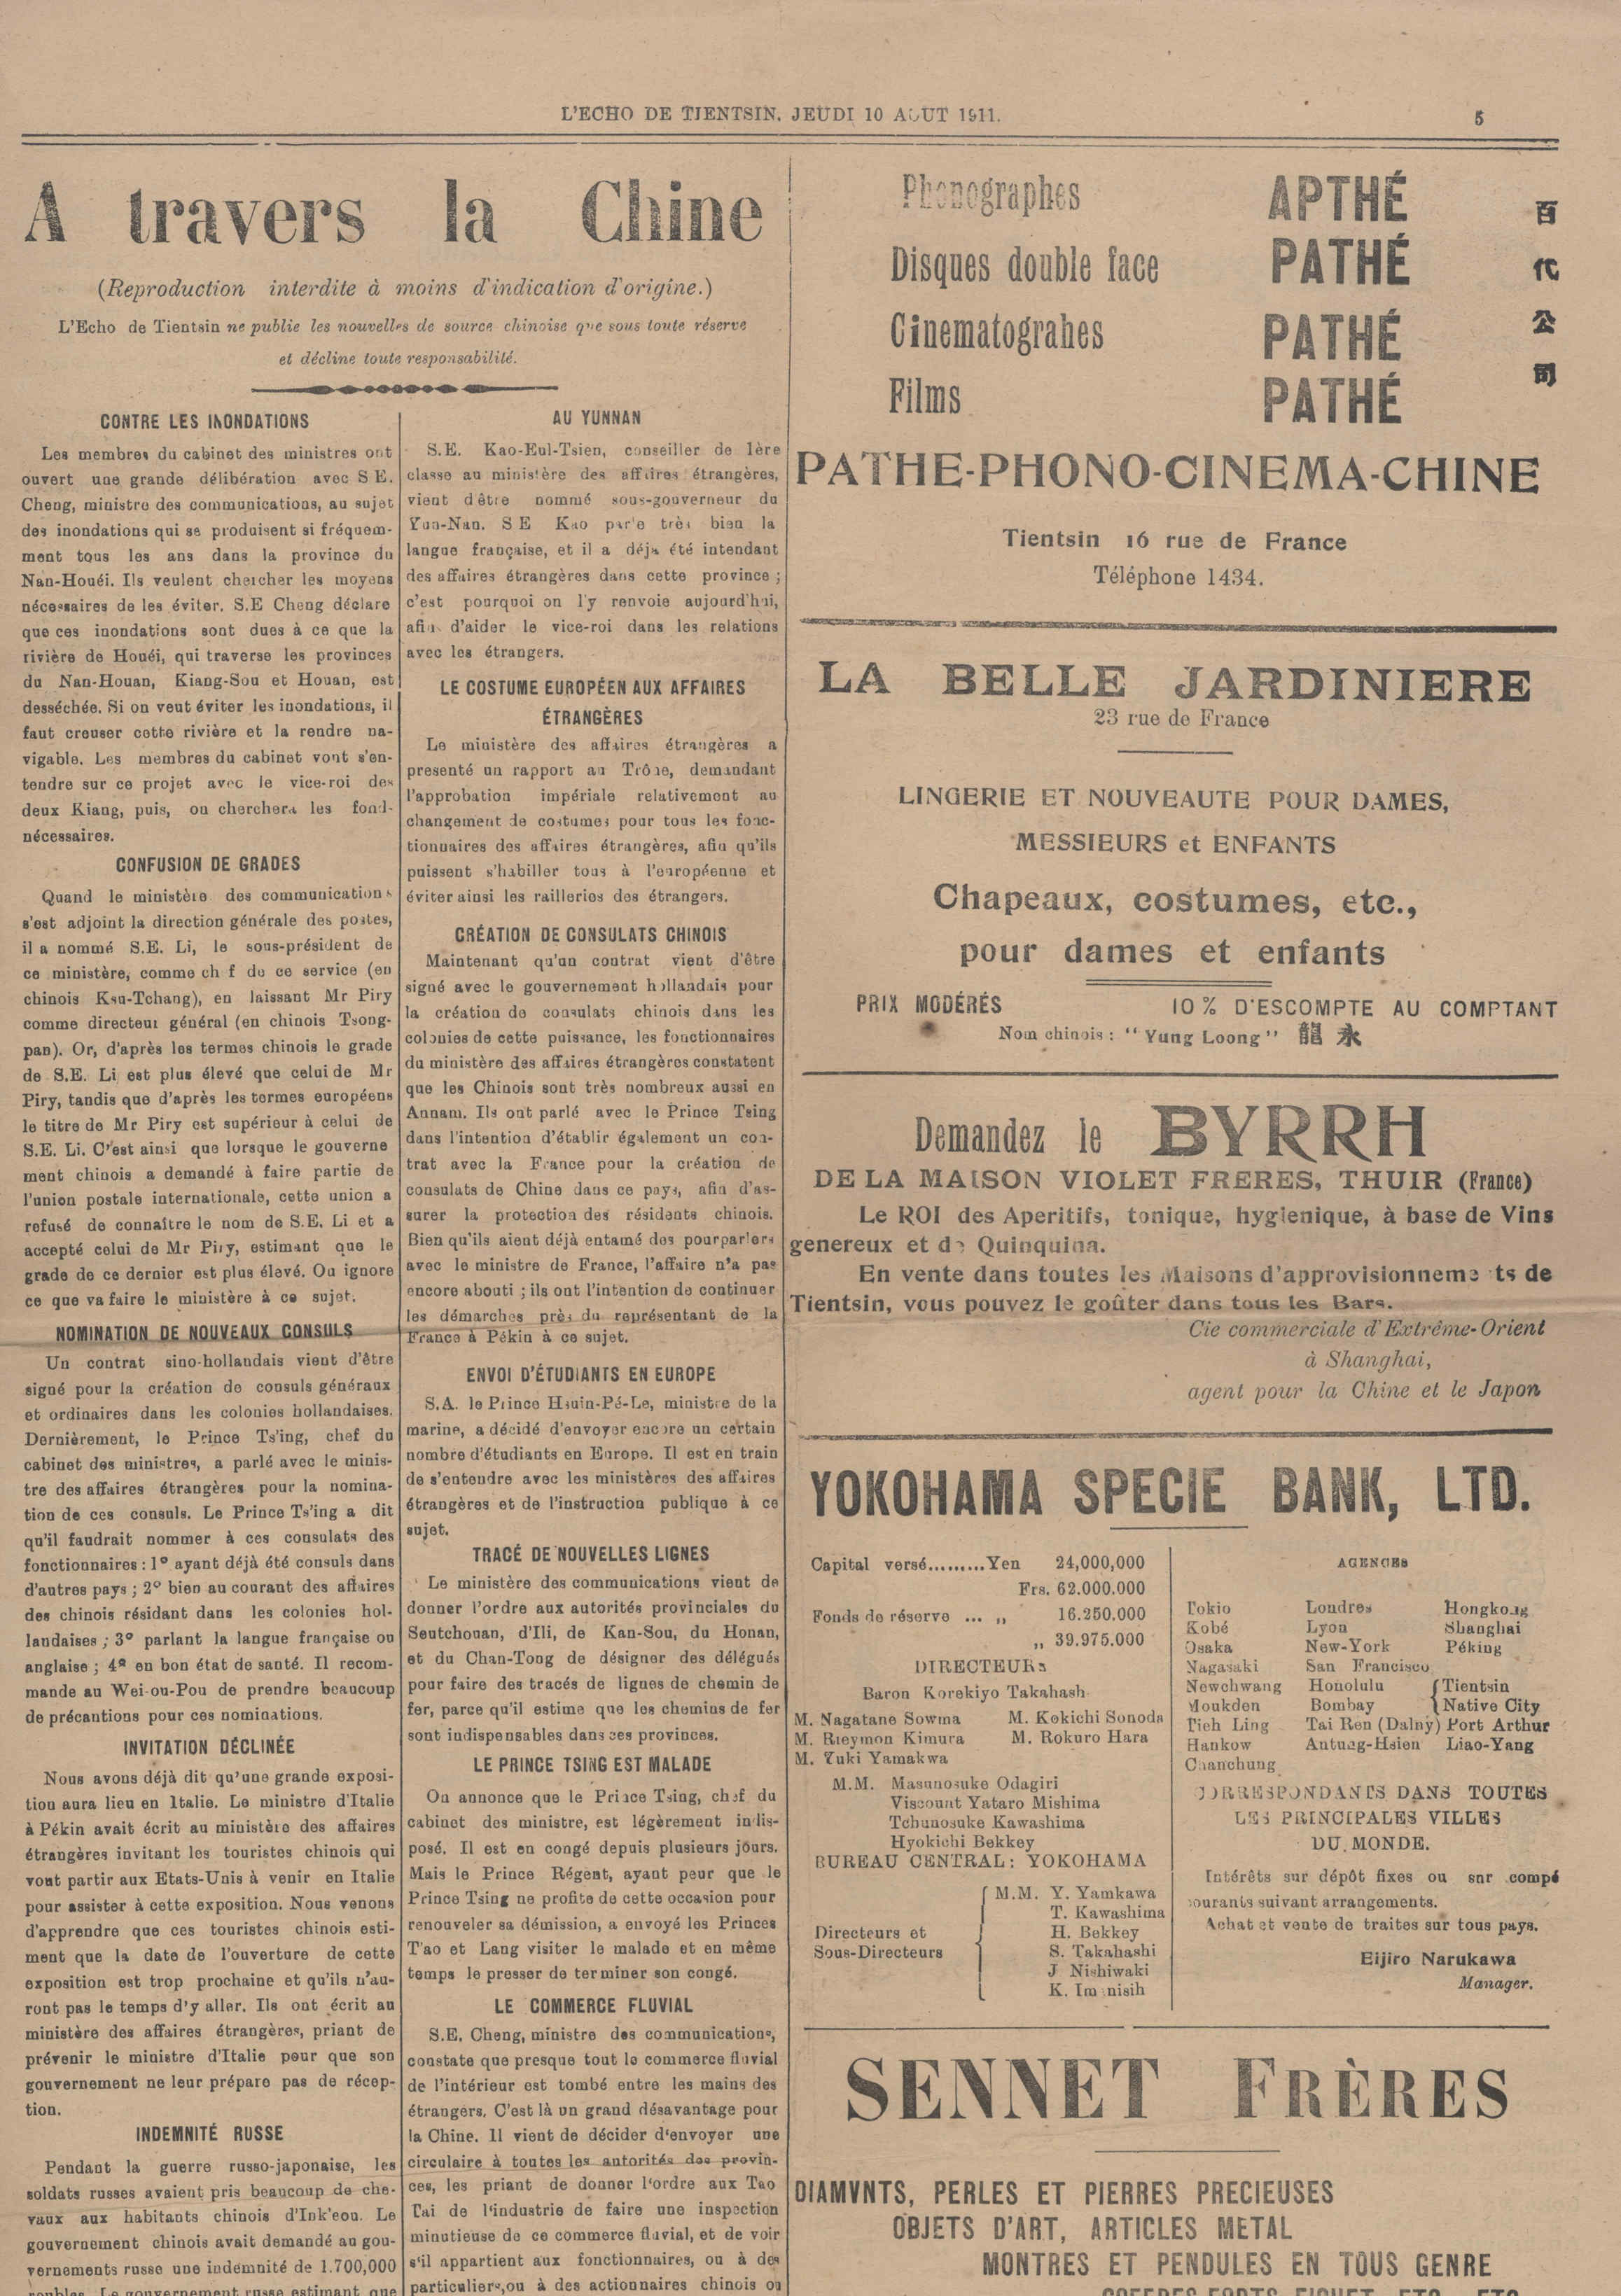 L'ECHO DE TIENTSIN. JEUDI 10 AOUT 1911.
5
A travers la Chine
(Reproduction interdite à moins d'indication d'origine.)
L'Echo de Tientsin ne publie les nouvelles de source chinoise que sous toute réserve
et décline toute responsabilité.
CONTRE LES INONDATIONS
Les membres du cabinet des ministres ont
ouvert une grande délibération avec S E.
Cheng, ministre des communications, au sujet
des inondations qui se produisent si fréquem-
ment tous les ans dans la province du
Nan-Houéi. Ils veulent chercher les moyens
nécessaires de les éviter. S.E Cheng déclare
que ces inondations sont dues à ce que la
rivière de Houéi, qui traverse les provinces
du Nan-Houan, Kiang-Sou et Houan, est
desséchée. Si on veut éviter les inondations, il
faut creuser cette rivière et la rendre na-
vigable. Les membres du cabinet vont s'en-
tendre sur ce projet avec le vice-roi des
deux Kiang, puis, on cherchera les fond-
nécessaires.
CONFUSION DE GRADES
Quand le ministère des communications
s'est adjoint la direction générale des postes,
il a nommé S.E. Li, le sous-président de
ce ministère, comme ch f de ce service (en
chinois Ksu-Tchang), en laissant Mr Piry
comme directeur général (en chinois Tsong-
pan). Or, d'après les termes chinois le grade
de S.E. Li est plus élevé que celui de Mr
Piry, tandis que d'après les termes européens
le titre de Mr Piry est supérieur à celui de
S.E. Li. C'est ainsi que lorsque le gouverne
ment chinois a demandé à faire partie de
l'union postale internationale, cette union a
refusé de connaître le nom de S.E. Li et a
accepté celui de Mr Piry, estimant que le
grade de ce dernier est plus élevé. On ignore
ce que va faire le ministère à ce sujet.
NOMINATION DE NOUVEAUX CONSULS
Un contrat sino-hollandais vient d'être
signé pour la création de consuls généraux
et ordinaires dans les colonies hollandaises.
Dernièrement, le Prince Ts'ing, chef du
cabinet des ministres, a parlé avec le minis-
tre des affaires étrangères pour la nomina-
tion de ces consuls. Le Prince Ts'ing a dit
qu'il faudrait nommer à ces consulats des
fonctionnaires : 1° ayant déjà été consuls dans
d'autres pays ; 2° bien au courant des affaires
des chinois résidant dans les colonies hol-
landaises ; 3° parlant la langue française ou
anglaise ; 4° en bon état de santé. Il recom-
mande au Wei-ou-Pou de prendre beaucoup
de précautions pour ces nominations.
INVITATION DÉCLINÉE
Nous avons déjà dit qu'une grande exposi-
tion aura lieu en Italie. Le ministre d'Italie
à Pékin avait écrit au ministère des affaires
étrangères invitant les touristes chinois qui
vont partir aux Etats-Unis à venir en Italie
pour assister à cette exposition. Nous venons
d'apprendre que ces touristes chinois esti-
ment que la date de l'ouverture de cette
exposition est trop prochaine et qu'ils n'au-
ront pas le temps d'y aller. Ils ont écrit au
ministère des affaires étrangères, priant de
prévenir le ministre d'Italie pour que son
gouvernement ne leur prépare pas de récep-
tion.
INDEMNITÉ RUSSE
Pendant la guerre russo-japonaise, les
soldats russes avaient pris beaucoup de che-
vaux aux habitants chinois d'Ink'eou. Le
gouvernement chinois avait demandé au gou-
vernements russe une indemnité de 1.700,000
roubles. Le gouvernement russe estimant que
AU YUNNAN
S.E. Kao-Eul-Tsien, conseiller de 1ère
classe au ministère des affaires étrangères,
vient d être nommé sous-gouverneur du
Yun-Nan. S E Kao parle très bien la
langue française, et il a déjà été intendant
des affaires étrangères dans cette province ;
c'est pourquoi on l'y renvoie aujourd'hui,
afin d'aider le vice-roi dans les relations
avec les étrangers.
LE COSTUME EUROPÉEN AUX AFFAIRES
ÉTRANGÈRES
Le ministère des affaires étrangères a
presenté un rapport au Trône, demandant
l'approbation impériale relativement au
changement de costumes pour tous les fonc-
tionnaires des affaires étrangères, afin qu'ils
puissent s'habiller tous à l'européenne et
éviter ainsi les railleries des étrangers.
CRÉATION DE CONSULATS CHINOIS
Maintenant qu'un contrat vient d'être
signé avec le gouvernement hollandais pour
la création de consulats chinois dans les
colonies de cette puissance, les fonctionnaires
du ministère des affaires étrangères constatent
que les Chinois sont très nombreux aussi en
Annam. Ils ont parlé avec le Prince Tsing
dans l'intention d'établir également un con-
trat avec la France pour la création de
consulats de Chine dans ce pays, afin d'as-
surer la protection des résidents chinois.
Bien qu'ils aient déjà entamé des pourparlers
avec le ministre de France, l'affaire n'a pas
encore abouti ; ils ont l'intention de continuer
les démarches près du représentant de la
France à Pékin à ce sujet.
ENVOI D'ÉTUDIANTS EN EUROPE
S.A. le Prince Hsuin-Pé-Le, ministre de la
marine, a décidé d'envoyer encore un certain
nombre d'étudiants en Europe. Il est en train
de s'entendre avec les ministères des affaires
étrangères et de l'instruction publique à ce
sujet.
TRACÉ DE NOUVELLES LIGNES
Le ministère des communications vient de
donner l'ordre aux autorités provinciales du
Seutchouan, d'Ili, de Kan-Sou, du Honan,
et du Chan-Tong de désigner des délégués
pour faire des tracés de lignes de chemin de
fer, parce qu'il estime que les chemins de fer
sont indispensables dans ces provinces.
LE PRINCE TSING EST MALADE
On annonce que le Prince Tsing, chef du
cabinet des ministre, est légèrement indis-
posé. Il est en congé depuis plusieurs jours.
Mais le Prince Régent, ayant peur que le
Prince Tsing ne profite de cette occasion pour
renouveler sa démission, a envoyé les Princes
T'ao et Lang visiter le malade et en même
temps le presser de terminer son congé.
LE COMMERCE FLUVIAL
S.E. Cheng, ministre des communications,
constate que presque tout le commerce fluvial
de l'intérieur est tombé entre les mains des
étrangers. C'est là un grand désavantage pour
la Chine. Il vient de décider d'envoyer une
circulaire à toutes les autorités des provin-
ces, les priant de donner l'ordre aux Tao
Tai de l'industrie de faire une inspection
minutieuse de ce commerce fluvial, et de voir
s'il appartient aux fonctionnaires, ou à des
particuliers, ou à des actionnaires chinois ou
Phonographes APTHÉ
Disques double face PATHÉ
Cinematograhes PATHÉ
Films PATHÉ
百代公司
PATHE-PHONO-CINEMA-CHINE
Tientsin 16 rue de France
Téléphone 1434.
LA BELLE JARDINIERE
23 rue de France
LINGERIE ET NOUVEAUTE POUR DAMES,
MESSIEURS et ENFANTS
Chapeaux, costumes, etc.,
pour dames et enfants
PRIX MODÉRÉS 10 % D'ESCOMPTE AU COMPTANT
Nom chinois : "Yung Loong" 龍 永
Demandez le BYRRH
DE LA MAISON VIOLET FRERES, THUIR (France)
Le ROI des Aperitifs, tonique, hygienique, à base de Vins
genereux et de Quinquina.
En vente dans toutes les Maisons d'approvisionneme ts de
Tientsin, vous pouvez le goûter dans tous les Bars.
Cie commerciale d'Extrême-Orient
à Shanghai,
agent pour la Chine et le Japon
YOKOHAMA SPECIE BANK, LTD.
Capital versé.........Yen 24,000,000
Frs. 62.000.000
Fonds de réserve ... „ 16.250.000
„ 39.975.000
DIRECTEURS
Baron Korekiyo Takahash
M. Nagatane Sowma M. Kokichi Sonoda
M. Rieymon Kimura M. Rokuro Hara
M. Yuki Yamakwa
M.M. Masunosuke Odagiri
Viscount Yataro Mishima
Tchunosuke Kawashima
Hyokichi Bekkey
BUREAU CENTRAL : YOKOHAMA
Directeurs et
Sous-Directeurs
M.M. Y. Yamkawa
T. Kawashima
H. Bekkey
S. Takahashi
J Nishiwaki
K. Im nisih
AGENCES
Tokio Londres Hongkong
Kobé Lyon Shanghai
Osaka New-York Péking
Nagasaki San Francisco
Newchwang Honolulu Tientsin
Moukden Bombay Native City
Tieh Ling Tai Ren (Dalny) Port Arthur
Hankow Antung-Hsien Liao-Yang
Chanchung
CORRESPONDANTS DANS TOUTES
LES PRINCIPALES VILLES
DU MONDE.
Intérêts sur dépôt fixes ou snr compé
courants suivant arrangements.
Achat et vente de traites sur tous pays.
Eijiro Narukawa
Manager.
SENNET FRÈRES
DIAMVNTS, PERLES ET PIERRES PRECIEUSES
OBJETS D'ART, ARTICLES METAL
MONTRES ET PENDULES EN TOUS GENRE